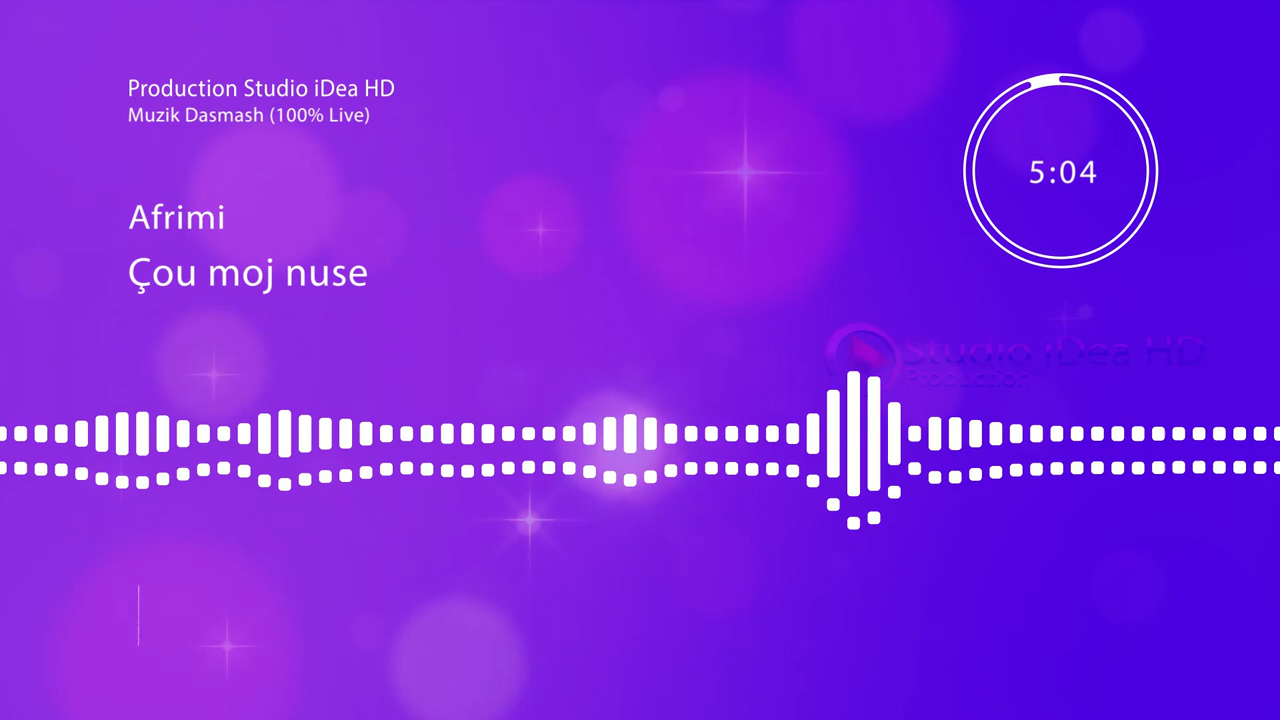 Production Studio iDea HD
Muzik Dasmash (100% Live)
5:04
Afrimi
Çou moj nuse
Studio iDea HD
Production